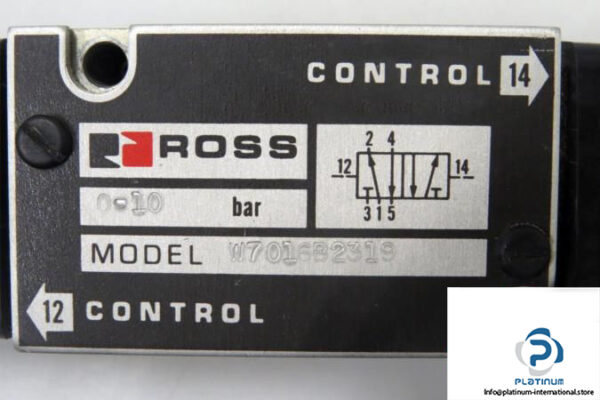 CONTROL 14
ROSS
2 4
12 14
3 1 5
0-10 bar
MODEL W7016B2319
12 CONTROL
PLATINUM
Info@platinum-international.store